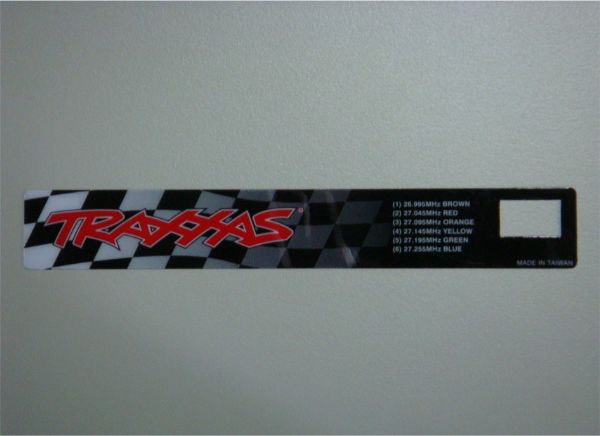 TRAXXAS®
(1) 26.995MHz BROWN
(2) 27.045MHz RED
(3) 27.095MHz ORANGE
(4) 27.145MHz YELLOW
(5) 27.195MHz GREEN
(6) 27.255MHz BLUE
MADE IN TAIWAN